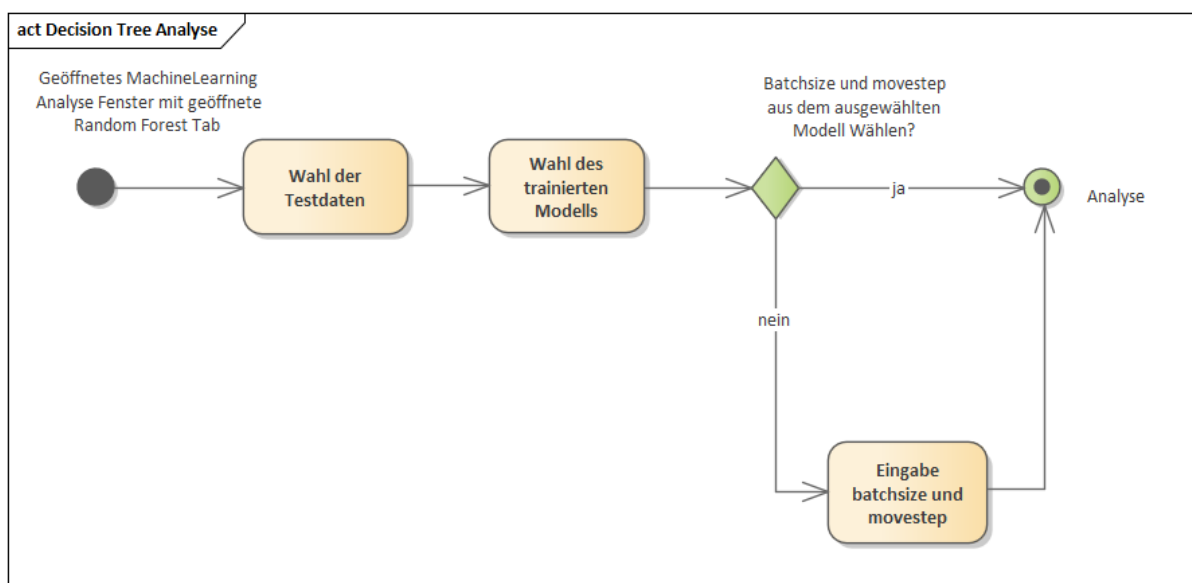 act Decision Tree Analyse
Geöffnetes MachineLearning
Analyse Fenster mit geöffnete
Random Forest Tab
Wahl der
Testdaten
Wahl des
trainierten
Modells
Batchsize und movestep
aus dem ausgewählten
Modell Wählen?
ja
Analyse
nein
Eingabe
batchsize und
movestep